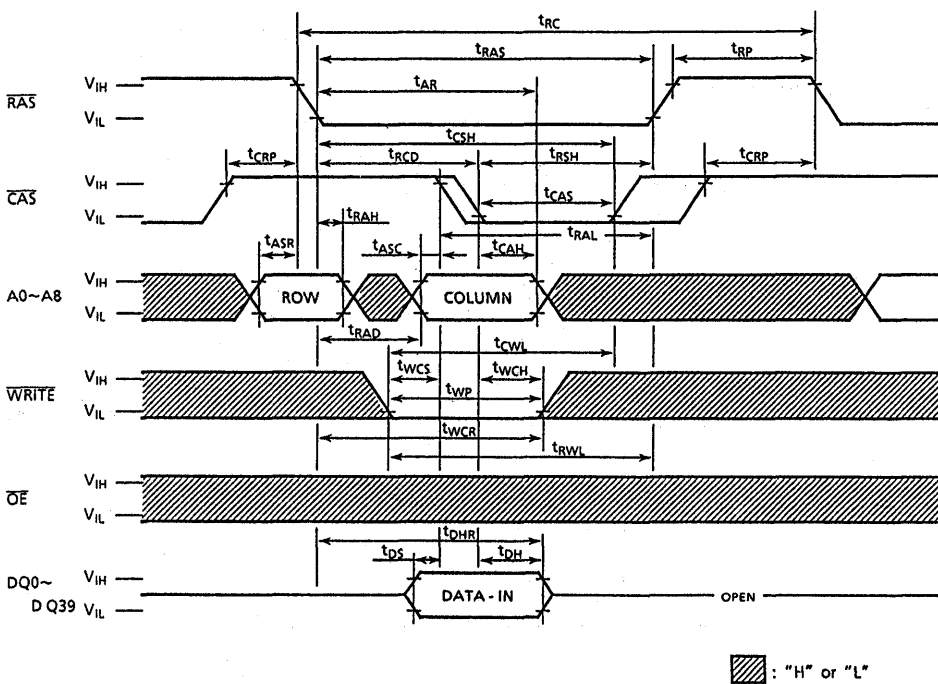 tRC
tRAS
tRP
tAR
RAS
VIH
VIL
tCSH
tCRP
tRCD
tRSH
tCRP
CAS
VIH
VIL
tCAS
tRAH
tRAL
tASR
tASC
tCAH
A0~A8
VIH
VIL
ROW
COLUMN
tRAD
tCWL
WRITE
VIH
VIL
tWCS
tWCH
tWP
tWCR
tRWL
OE
VIH
VIL
tDHR
tDS
tDH
DQ0~
DQ39
VIH
VIL
DATA - IN
OPEN
: "H" or "L"